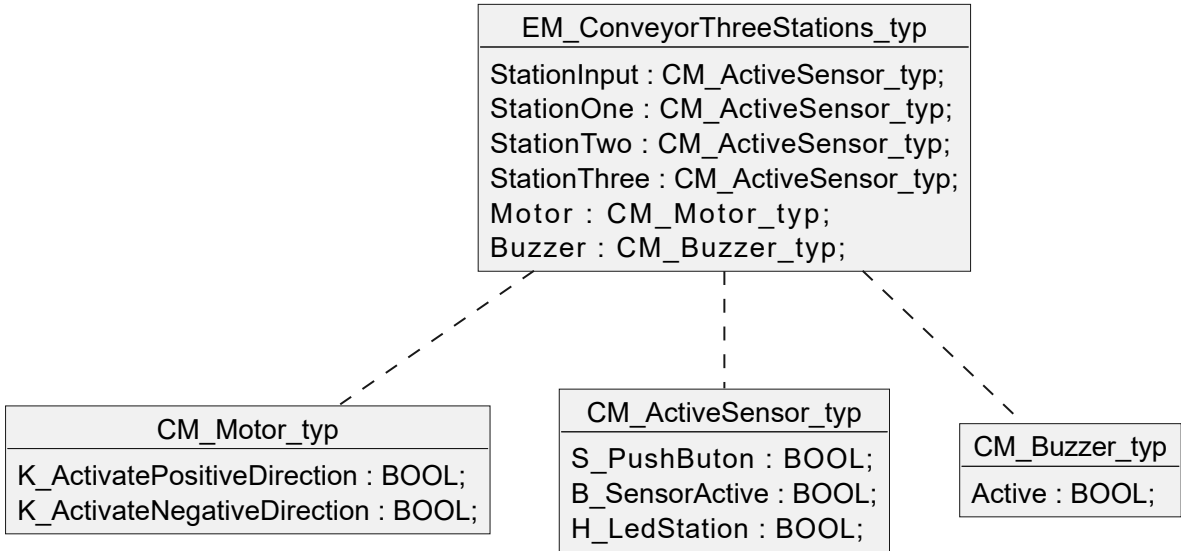 EM_ConveyorThreeStations_typ
StationInput : CM_ActiveSensor_typ;
StationOne : CM_ActiveSensor_typ;
StationTwo : CM_ActiveSensor_typ;
StationThree : CM_ActiveSensor_typ;
Motor : CM_Motor_typ;
Buzzer : CM_Buzzer_typ;
CM_Motor_typ
K_ActivatePositiveDirection : BOOL;
K_ActivateNegativeDirection : BOOL;
CM_ActiveSensor_typ
S_PushButon : BOOL;
B_SensorActive : BOOL;
H_LedStation : BOOL;
CM_Buzzer_typ
Active : BOOL;